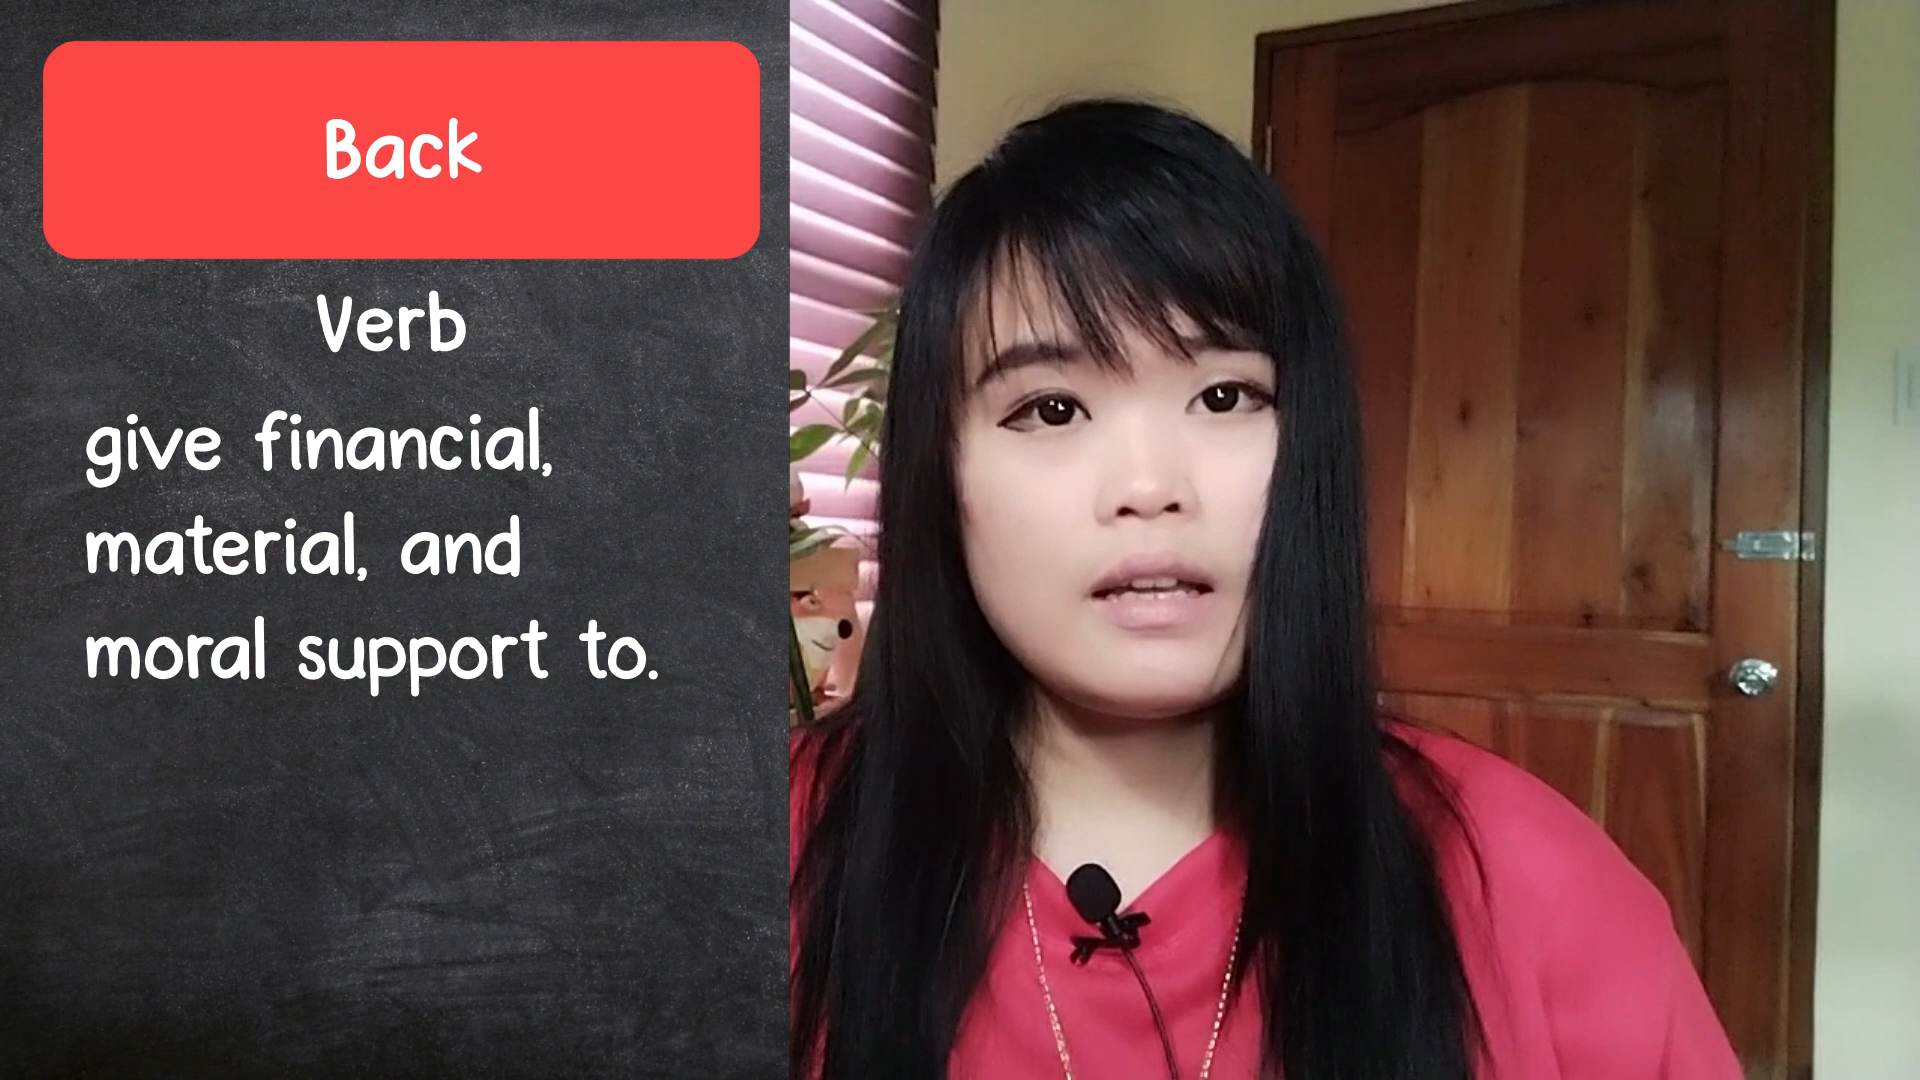 Back
Verb
give financial,
material, and
moral support to.